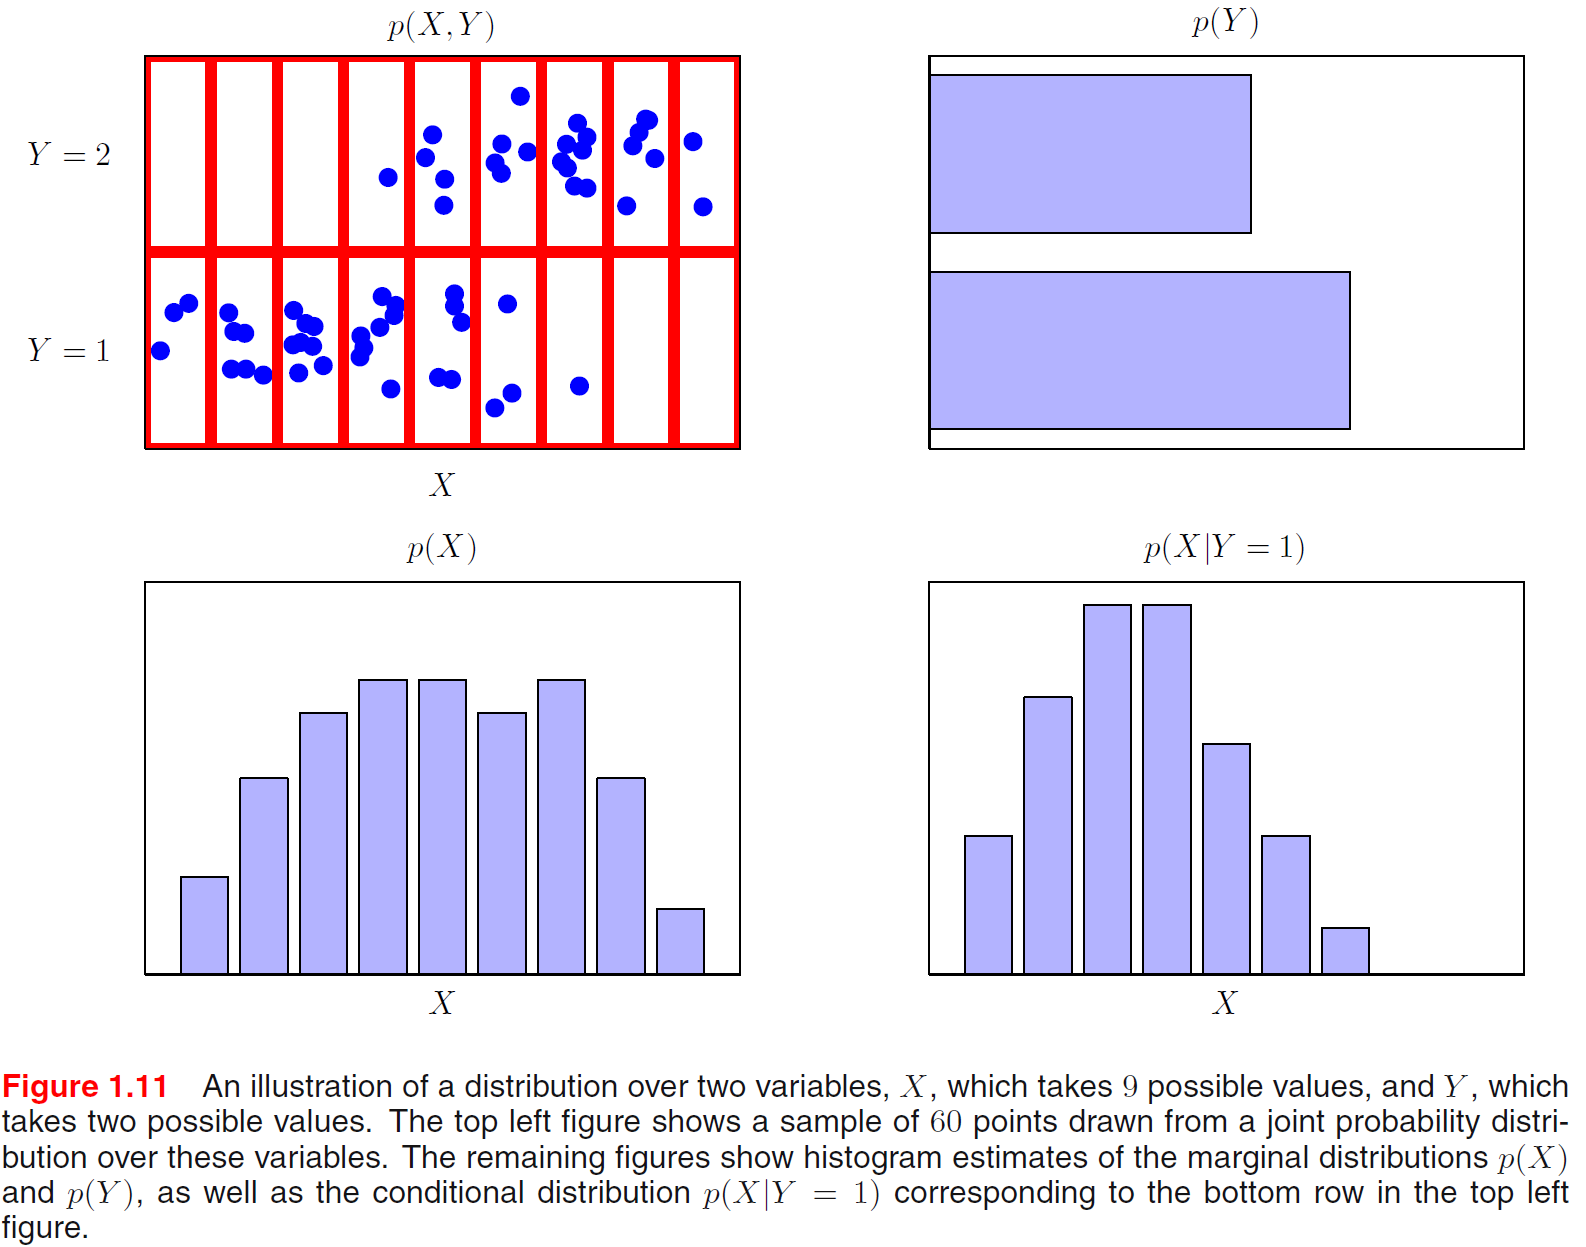 p(X, Y)
p(Y)
Y = 2
Y = 1
X
p(X)
p(X|Y = 1)
X
X
Figure 1.11 An illustration of a distribution over two variables, X, which takes 9 possible values, and Y, which
takes two possible values. The top left figure shows a sample of 60 points drawn from a joint probability distri-
bution over these variables. The remaining figures show histogram estimates of the marginal distributions p(X)
and p(Y), as well as the conditional distribution p(X|Y = 1) corresponding to the bottom row in the top left
figure.